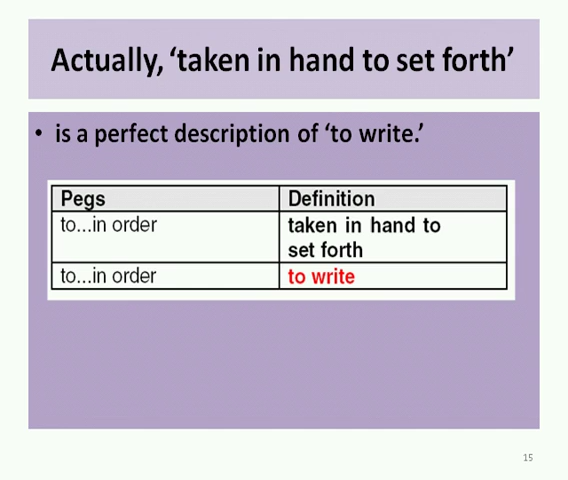 Actually, ‘taken in hand to set forth’
• is a perfect description of ‘to write.’
Pegs Definition
to...in order taken in hand to
set forth
to...in order to write
15